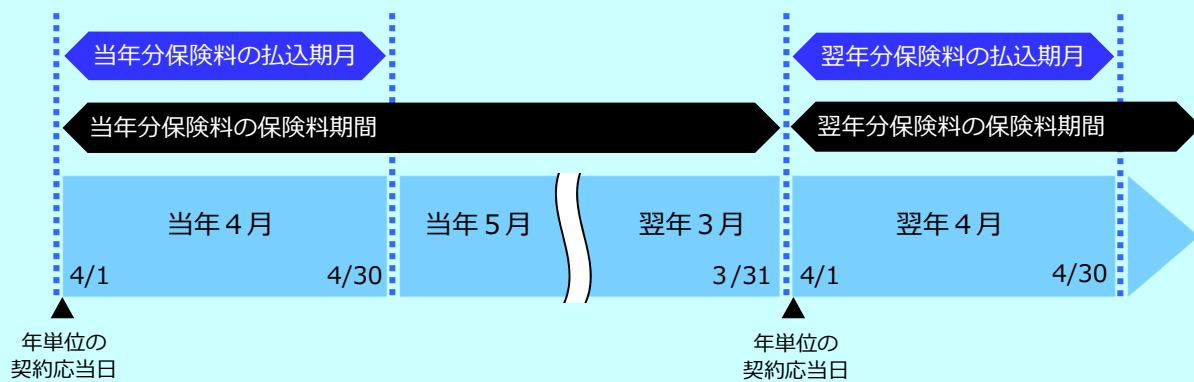 当年分保険料の払込期月
翌年分保険料の払込期月
当年分保険料の保険料期間
翌年分保険料の保険料期間
当年４月
当年５月
翌年３月
翌年４月
4/1
4/30
３/31
4/1
4/30
年単位の
契約応当日
年単位の
契約応当日